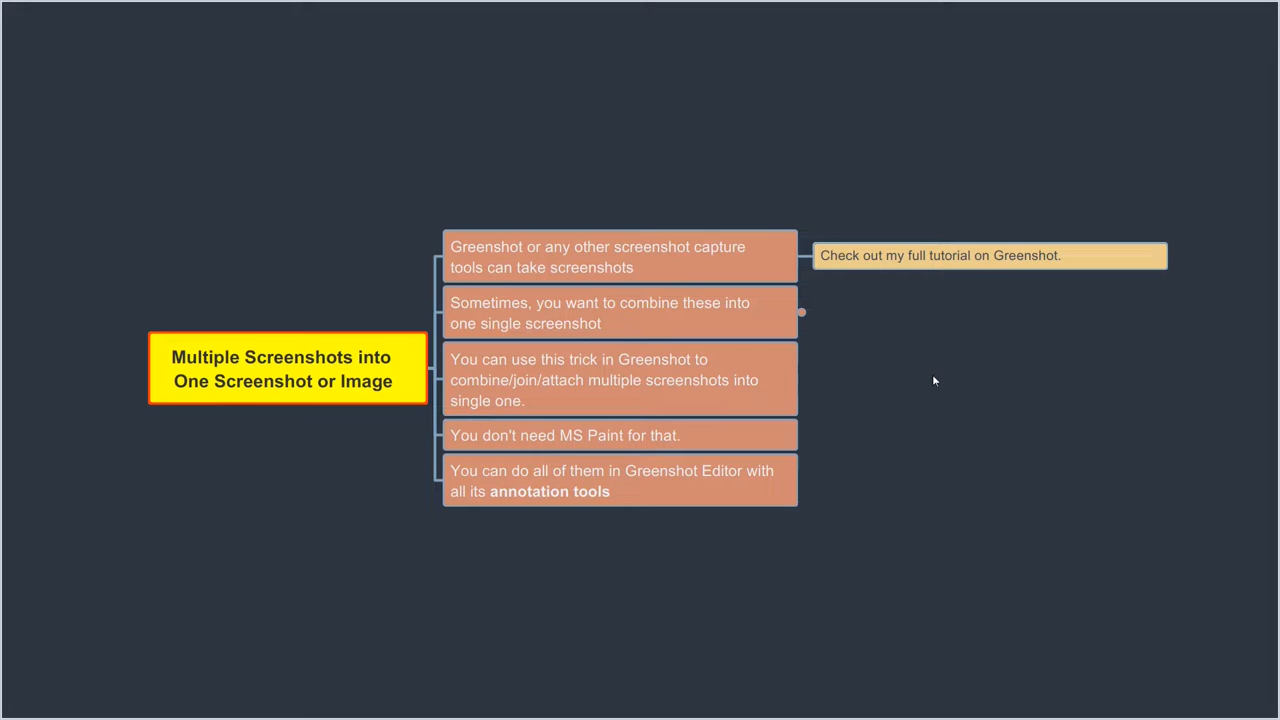 Multiple Screenshots into
One Screenshot or Image
Greenshot or any other screenshot capture
tools can take screenshots
Check out my full tutorial on Greenshot.
Sometimes, you want to combine these into
one single screenshot
You can use this trick in Greenshot to
combine/join/attach multiple screenshots into
single one.
You don't need MS Paint for that.
You can do all of them in Greenshot Editor with
all its annotation tools